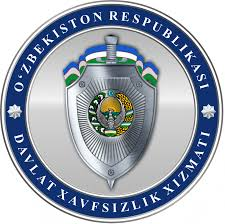 O‘ZBEKISTON RESPUBLIKASI
DAVLAT XAVFSIZLIK XIZMATI